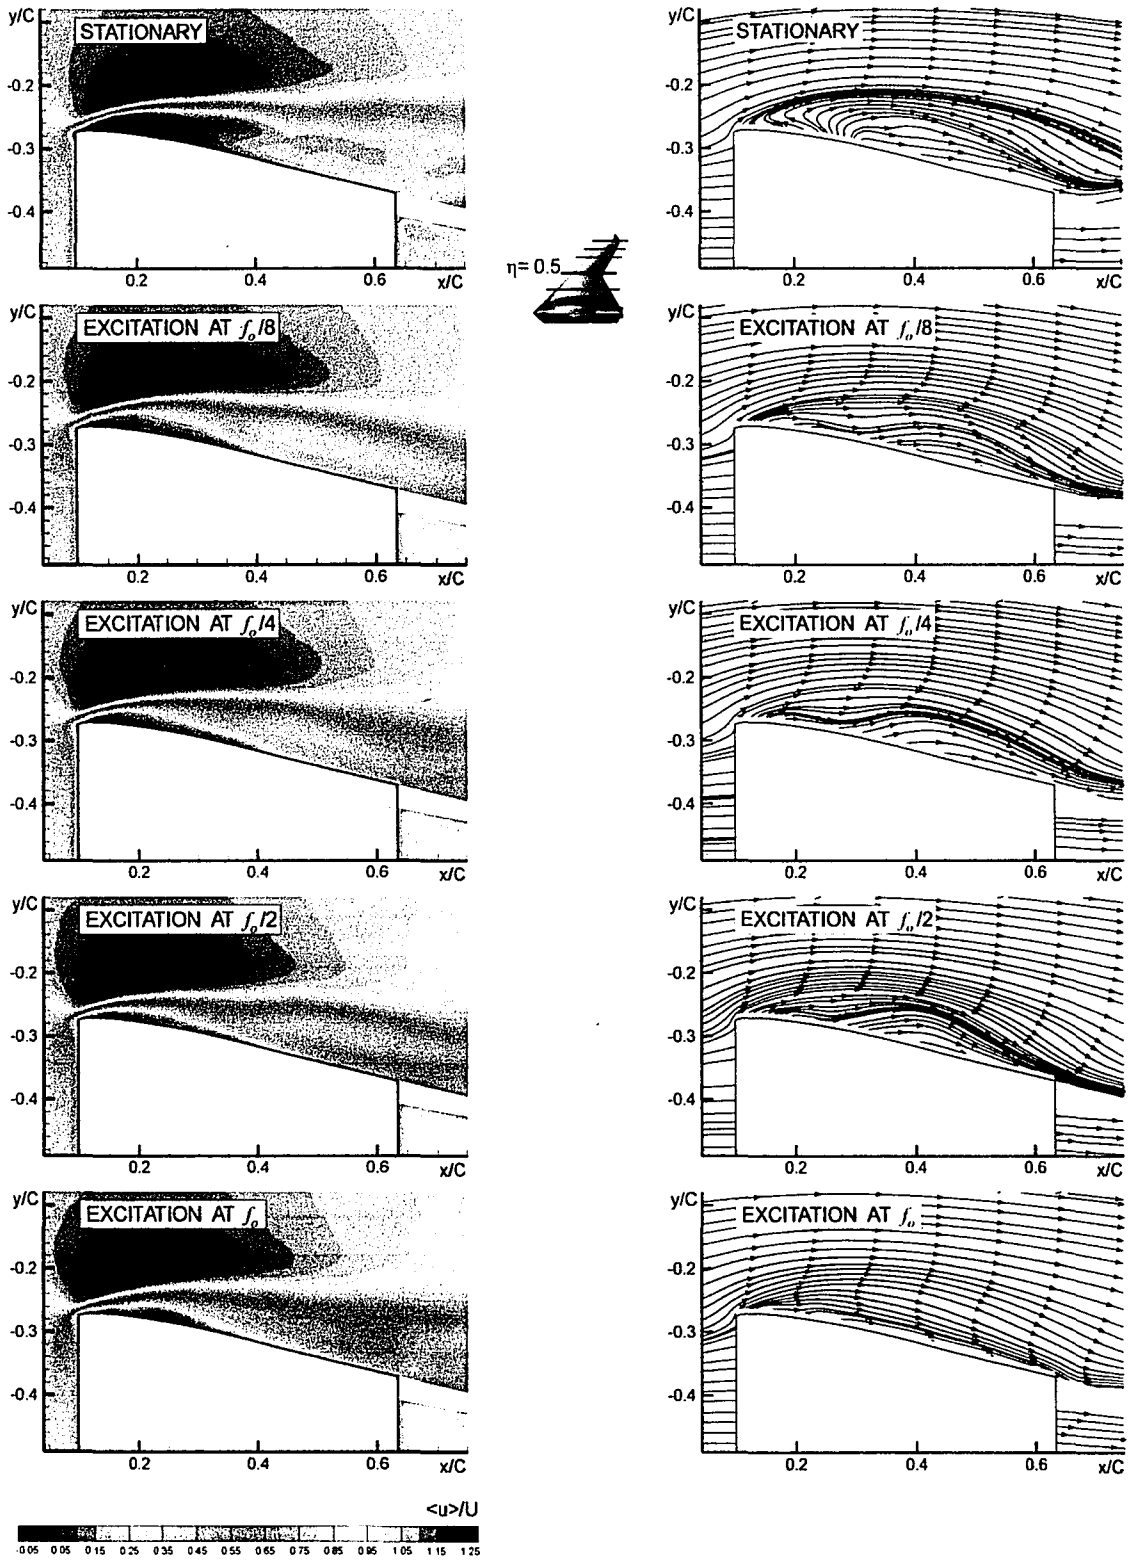 y/C
STATIONARY
-0.2
-0.3
-0.4
0.2 0.4 0.6 x/C
y/C
STATIONARY
-0.2
-0.3
-0.4
0.2 0.4 0.6 x/C
η= 0.5
y/C
EXCITATION AT fo/8
-0.2
-0.3
-0.4
0.2 0.4 0.6 x/C
y/C
EXCITATION AT fo/8
-0.2
-0.3
-0.4
0.2 0.4 0.6 x/C
y/C
EXCITATION AT fo/4
-0.2
-0.3
-0.4
0.2 0.4 0.6 x/C
y/C
EXCITATION AT fo/4
-0.2
-0.3
-0.4
0.2 0.4 0.6 x/C
y/C
EXCITATION AT fo/2
-0.2
-0.3
-0.4
0.2 0.4 0.6 x/C
y/C
EXCITATION AT fo/2
-0.2
-0.3
-0.4
0.2 0.4 0.6 x/C
y/C
EXCITATION AT fo
-0.2
-0.3
-0.4
0.2 0.4 0.6 x/C
y/C
EXCITATION AT fo
-0.2
-0.3
-0.4
0.2 0.4 0.6 x/C
<u>/U
-0.05 0.05 0.15 0.25 0.35 0.45 0.55 0.65 0.75 0.85 0.95 1.05 1.15 1.25